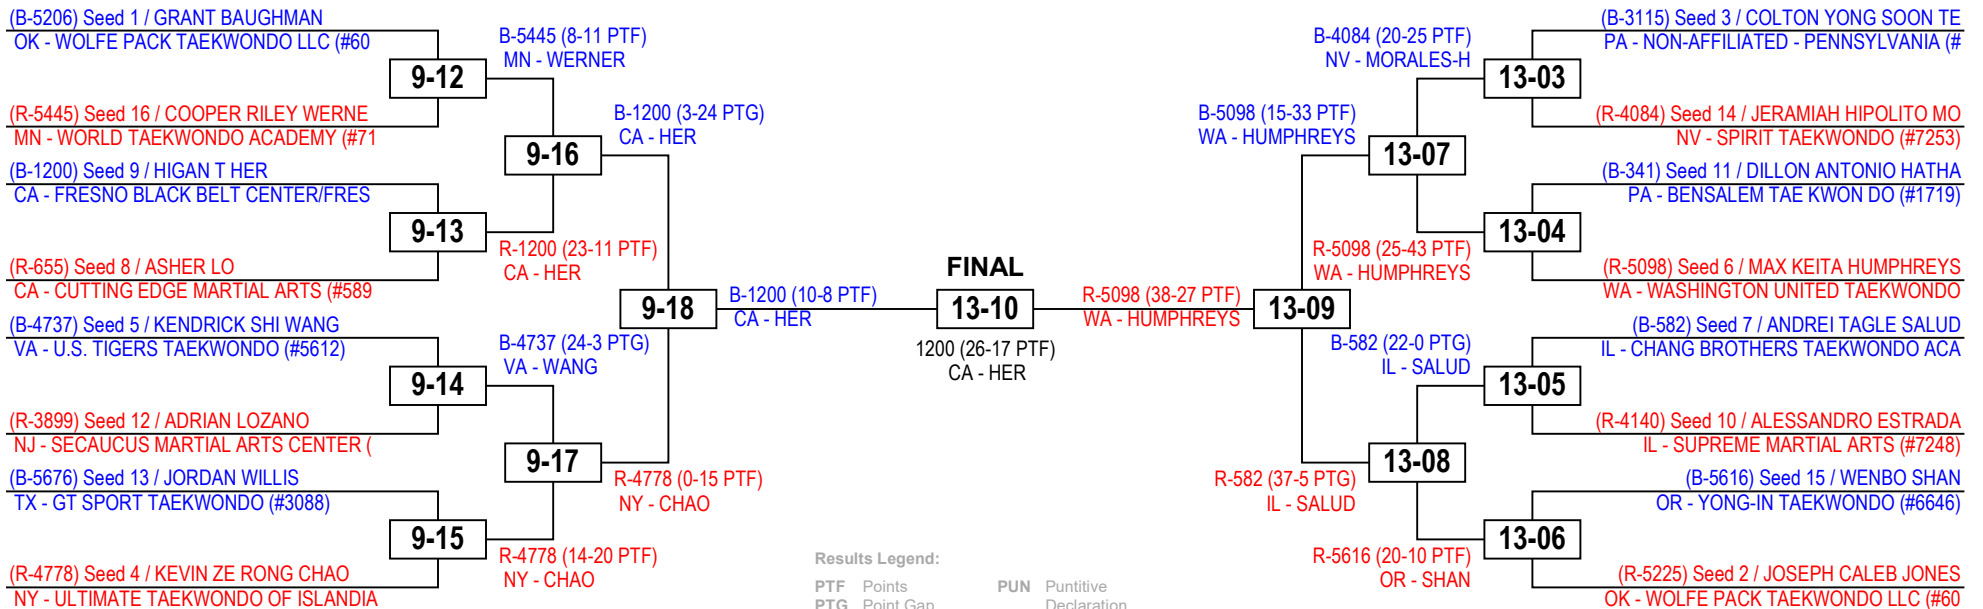 (B-5206) Seed 1 / GRANT BAUGHMAN
OK - WOLFE PACK TAEKWONDO LLC (#60
9-12
(R-5445) Seed 16 / COOPER RILEY WERNE
MN - WORLD TAEKWONDO ACADEMY (#71
(B-1200) Seed 9 / HIGAN T HER
CA - FRESNO BLACK BELT CENTER/FRES
9-13
(R-655) Seed 8 / ASHER LO
CA - CUTTING EDGE MARTIAL ARTS (#589
(B-4737) Seed 5 / KENDRICK SHI WANG
VA - U.S. TIGERS TAEKWONDO (#5612)
9-14
(R-3899) Seed 12 / ADRIAN LOZANO
NJ - SECAUCUS MARTIAL ARTS CENTER (
(B-5676) Seed 13 / JORDAN WILLIS
TX - GT SPORT TAEKWONDO (#3088)
9-15
(R-4778) Seed 4 / KEVIN ZE RONG CHAO
NY - ULTIMATE TAEKWONDO OF ISLANDIA
B-5445 (8-11 PTF)
MN - WERNER
9-16
R-1200 (23-11 PTF)
CA - HER
B-4737 (24-3 PTG)
VA - WANG
9-17
R-4778 (14-20 PTF)
NY - CHAO
B-1200 (3-24 PTG)
CA - HER
9-18
R-4778 (0-15 PTF)
NY - CHAO
B-1200 (10-8 PTF)
CA - HER
FINAL
13-10
1200 (26-17 PTF)
CA - HER
R-5098 (38-27 PTF)
WA - HUMPHREYS
B-5098 (15-33 PTF)
WA - HUMPHREYS
13-09
R-582 (37-5 PTG)
IL - SALUD
B-4084 (20-25 PTF)
NV - MORALES-H
13-07
R-5098 (25-43 PTF)
WA - HUMPHREYS
B-582 (22-0 PTG)
IL - SALUD
13-08
R-5616 (20-10 PTF)
OR - SHAN
(B-3115) Seed 3 / COLTON YONG SOON TE
PA - NON-AFFILIATED - PENNSYLVANIA (#
13-03
(R-4084) Seed 14 / JERAMIAH HIPOLITO MO
NV - SPIRIT TAEKWONDO (#7253)
(B-341) Seed 11 / DILLON ANTONIO HATHA
PA - BENSALEM TAE KWON DO (#1719)
13-04
(R-5098) Seed 6 / MAX KEITA HUMPHREYS
WA - WASHINGTON UNITED TAEKWONDO
(B-582) Seed 7 / ANDREI TAGLE SALUD
IL - CHANG BROTHERS TAEKWONDO ACA
13-05
(R-4140) Seed 10 / ALESSANDRO ESTRADA
IL - SUPREME MARTIAL ARTS (#7248)
(B-5616) Seed 15 / WENBO SHAN
OR - YONG-IN TAEKWONDO (#6646)
13-06
(R-5225) Seed 2 / JOSEPH CALEB JONES
OK - WOLFE PACK TAEKWONDO LLC (#60
Results Legend:
PTF Points PUN Puntitive
PTG Point Gap Declaration